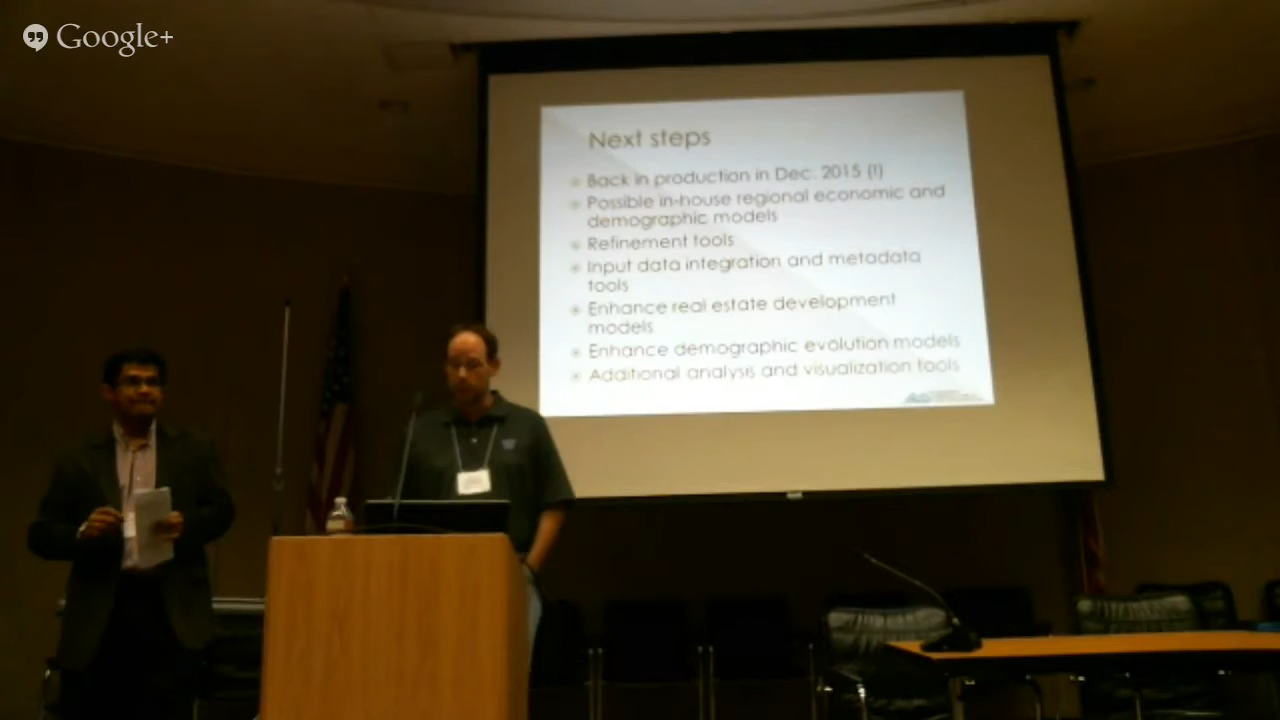 Google+
Next steps
Back in production in Dec. 2015 (!)
Possible in-house regional economic and
demographic models
Refinement tools
Input data integration and metadata
tools
Enhance real estate development
models
Enhance demographic evolution models
Additional analysis and visualization tools